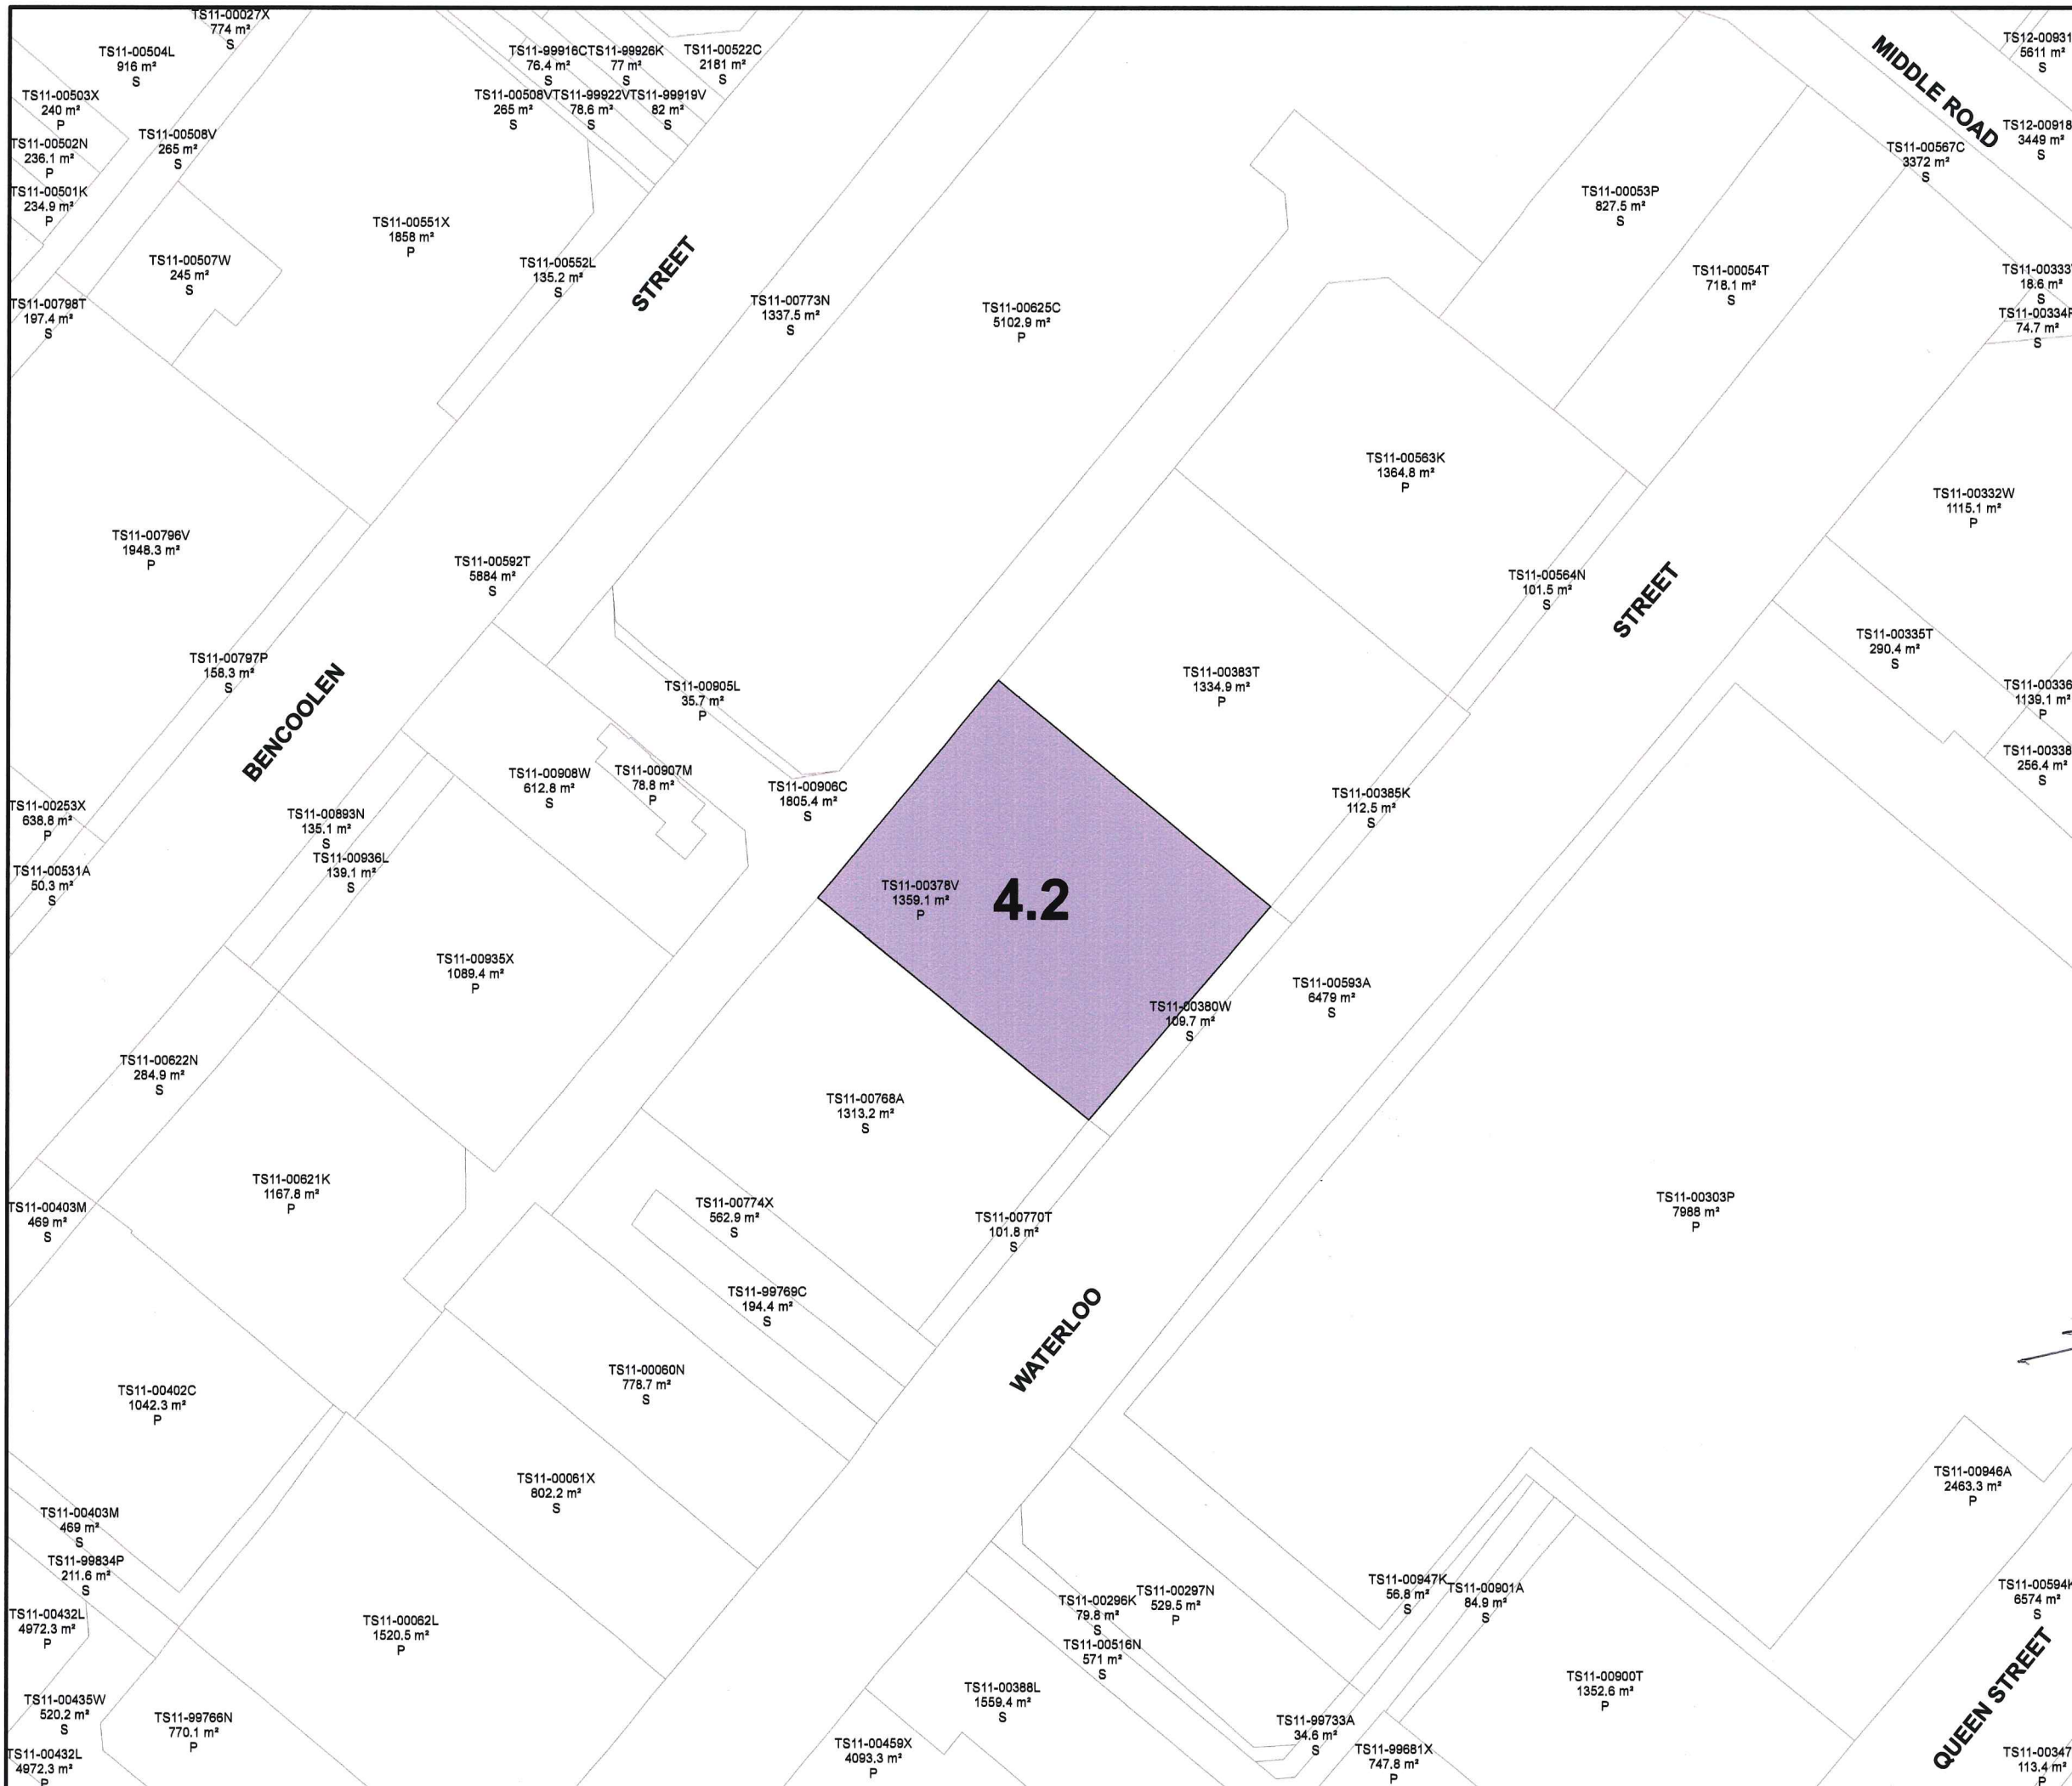 TS11-00027X
774 m²
S
TS11-00504L
916 m²
S
TS11-99916C
76.4 m²
S
TS11-99926K
77 m²
S
TS11-00522C
2181 m²
S
MIDDLE ROAD
TS12-00931
5611 m²
S
TS11-00503X
240 m²
P
TS11-00508V
265 m²
S
TS11-99922V
78.6 m²
S
TS11-99919V
82 m²
S
TS12-00918
3449 m²
S
TS11-00502N
236.1 m²
P
TS11-00508V
265 m²
S
TS11-00567C
3372 m²
S
TS11-00501K
234.9 m²
P
TS11-00551X
1858 m²
P
TS11-00053P
827.5 m²
S
TS11-00507W
245 m²
S
TS11-00552L
135.2 m²
S
STREET
TS11-00054T
718.1 m²
S
TS11-00333
18.6 m²
S
TS11-00798T
197.4 m²
S
TS11-00773N
1337.5 m²
S
TS11-00625C
5102.9 m²
P
TS11-00334P
74.7 m²
S
TS11-00563K
1364.8 m²
P
TS11-00332W
1115.1 m²
P
TS11-00796V
1948.3 m²
P
TS11-00592T
5884 m²
S
TS11-00564N
101.5 m²
S
STREET
TS11-00335T
290.4 m²
S
TS11-00797P
158.3 m²
S
BENCOOLEN
TS11-00905L
35.7 m²
P
TS11-00383T
1334.9 m²
P
TS11-00336
1139.1 m²
P
TS11-00338
256.4 m²
S
TS11-00908W
612.8 m²
S
TS11-00907M
78.8 m²
P
TS11-00906C
1805.4 m²
S
TS11-00385K
112.5 m²
S
TS11-00253X
638.8 m²
P
TS11-00893N
135.1 m²
S
TS11-00936L
139.1 m²
S
TS11-00531A
50.3 m²
S
TS11-00378V
1359.1 m²
P
4.2
TS11-00935X
1089.4 m²
P
TS11-00593A
6479 m²
S
TS11-00380W
109.7 m²
S
TS11-00622N
284.9 m²
S
TS11-00768A
1313.2 m²
S
TS11-00621K
1167.8 m²
P
TS11-00403M
469 m²
S
TS11-00774X
562.9 m²
S
TS11-00770T
101.8 m²
S
TS11-00303P
7988 m²
P
TS11-99769C
194.4 m²
S
WATERLOO
TS11-00402C
1042.3 m²
P
TS11-00060N
778.7 m²
S
TS11-00061X
802.2 m²
S
TS11-00946A
2463.3 m²
P
TS11-00403M
469 m²
S
TS11-99834P
211.6 m²
S
TS11-00947K
56.8 m²
S
TS11-00901A
84.9 m²
S
TS11-00594K
6574 m²
S
TS11-00432L
4972.3 m²
P
TS11-00062L
1520.5 m²
P
TS11-00296K
79.8 m²
S
TS11-00297N
529.5 m²
P
TS11-00516N
571 m²
S
QUEEN STREET
TS11-00435W
520.2 m²
S
TS11-99766N
770.1 m²
P
TS11-00388L
1559.4 m²
S
TS11-00900T
1352.6 m²
P
TS11-99733A
34.6 m²
S
TS11-00432L
4972.3 m²
P
TS11-00459X
4093.3 m²
P
TS11-99681X
747.8 m²
P
TS11-00347
113.4 m²
P